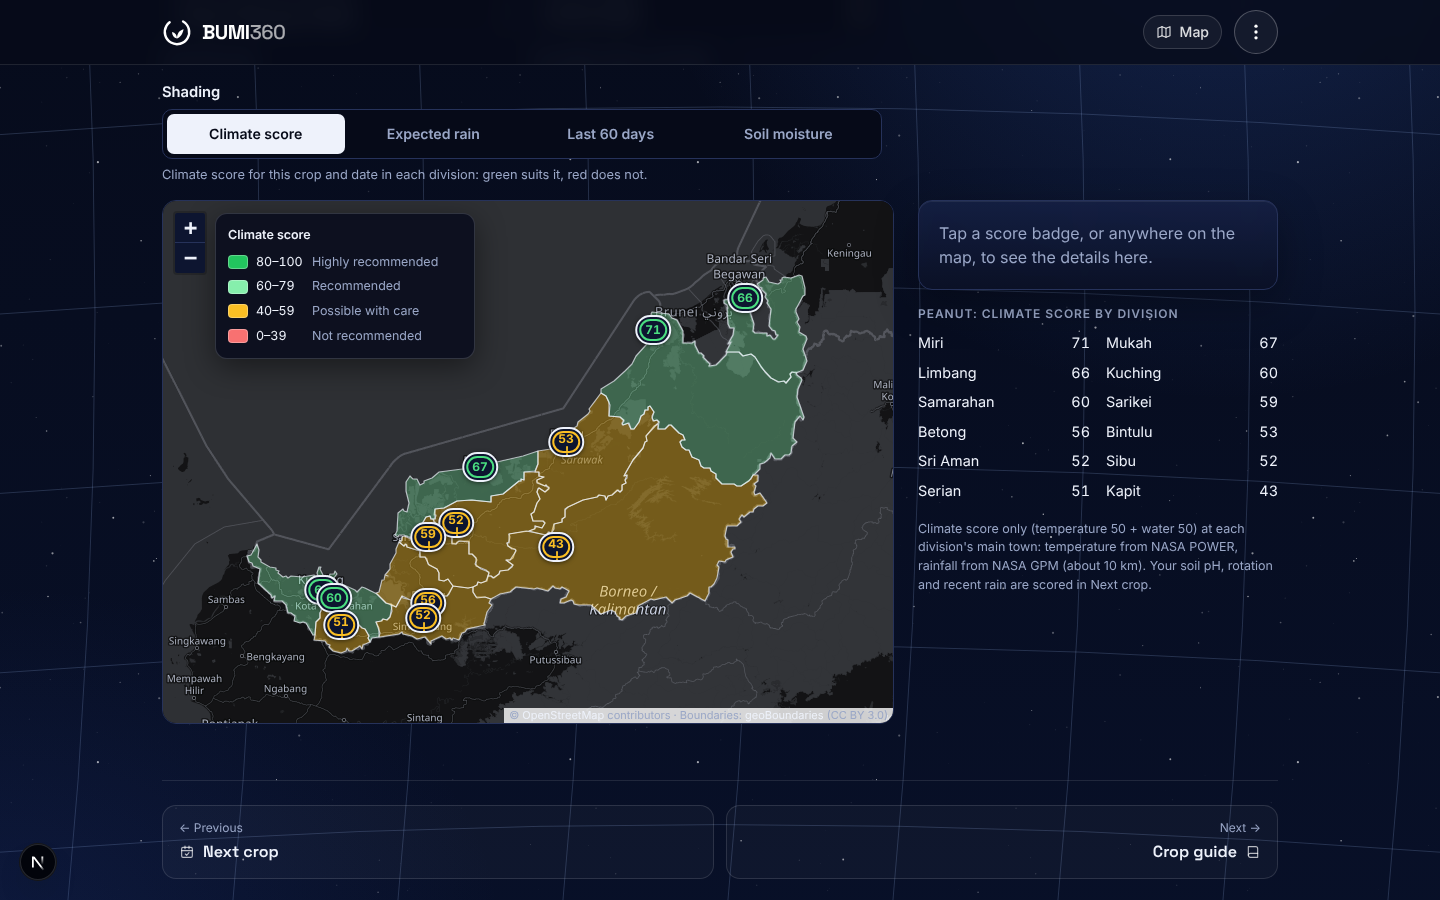 BUMI360
Map
Shading
Climate score
Expected rain
Last 60 days
Soil moisture
Climate score for this crop and date in each division: green suits it, red does not.
+
−
Climate score
80–100 Highly recommended
60–79 Recommended
40–59 Possible with care
0–39 Not recommended
Bandar Seri
Begawan
Keningau
66
Brunei بروني
71
53
Sarawak
67
52
59
43
60
56
52
51
Borneo /
Kalimantan
Sambas
Singkawang
Bengkayang
Mempawah
Hilir
Ngabang
Putussibau
Sintang
© OpenStreetMap contributors · Boundaries: geoBoundaries (CC BY 3.0)
Tap a score badge, or anywhere on the
map, to see the details here.
PEANUT: CLIMATE SCORE BY DIVISION
Miri 71 Mukah 67
Limbang 66 Kuching 60
Samarahan 60 Sarikei 59
Betong 56 Bintulu 53
Sri Aman 52 Sibu 52
Serian 51 Kapit 43
Climate score only (temperature 50 + water 50) at each
division's main town: temperature from NASA POWER,
rainfall from NASA GPM (about 10 km). Your soil pH, rotation
and recent rain are scored in Next crop.
← Previous
Next crop
Next →
Crop guide
N